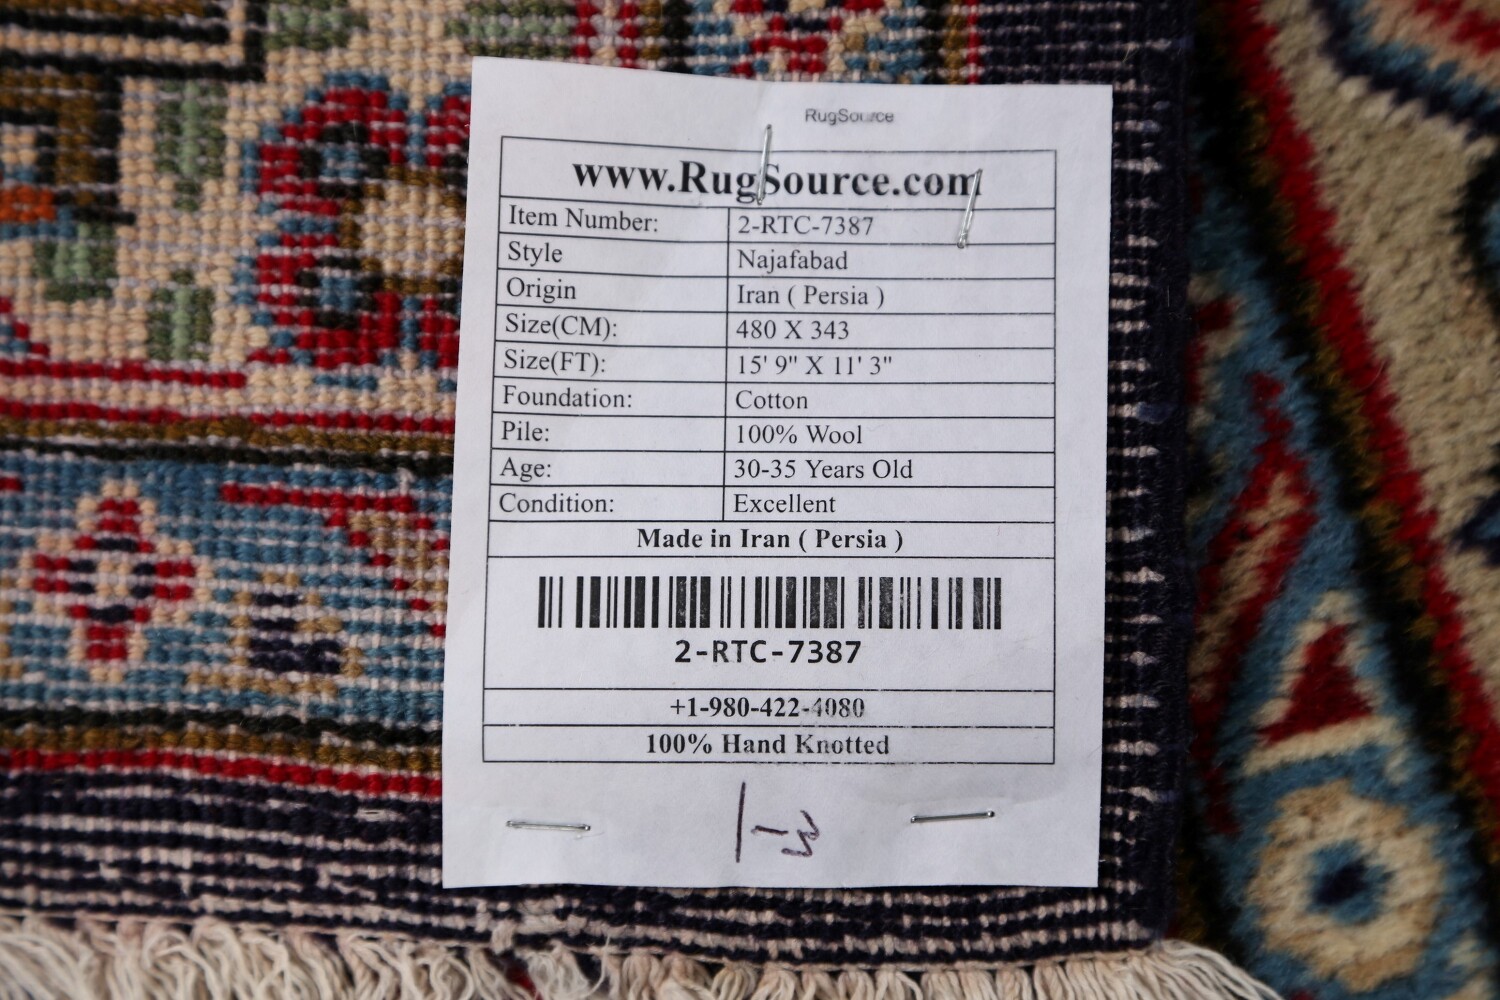 RugSource
www.RugSource.com
Item Number: 2-RTC-7387
Style Najafabad
Origin Iran ( Persia )
Size(CM): 480 X 343
Size(FT): 15' 9" X 11' 3"
Foundation: Cotton
Pile: 100% Wool
Age: 30-35 Years Old
Condition: Excellent
Made in Iran ( Persia )
2-RTC-7387
+1-980-422-4080
100% Hand Knotted